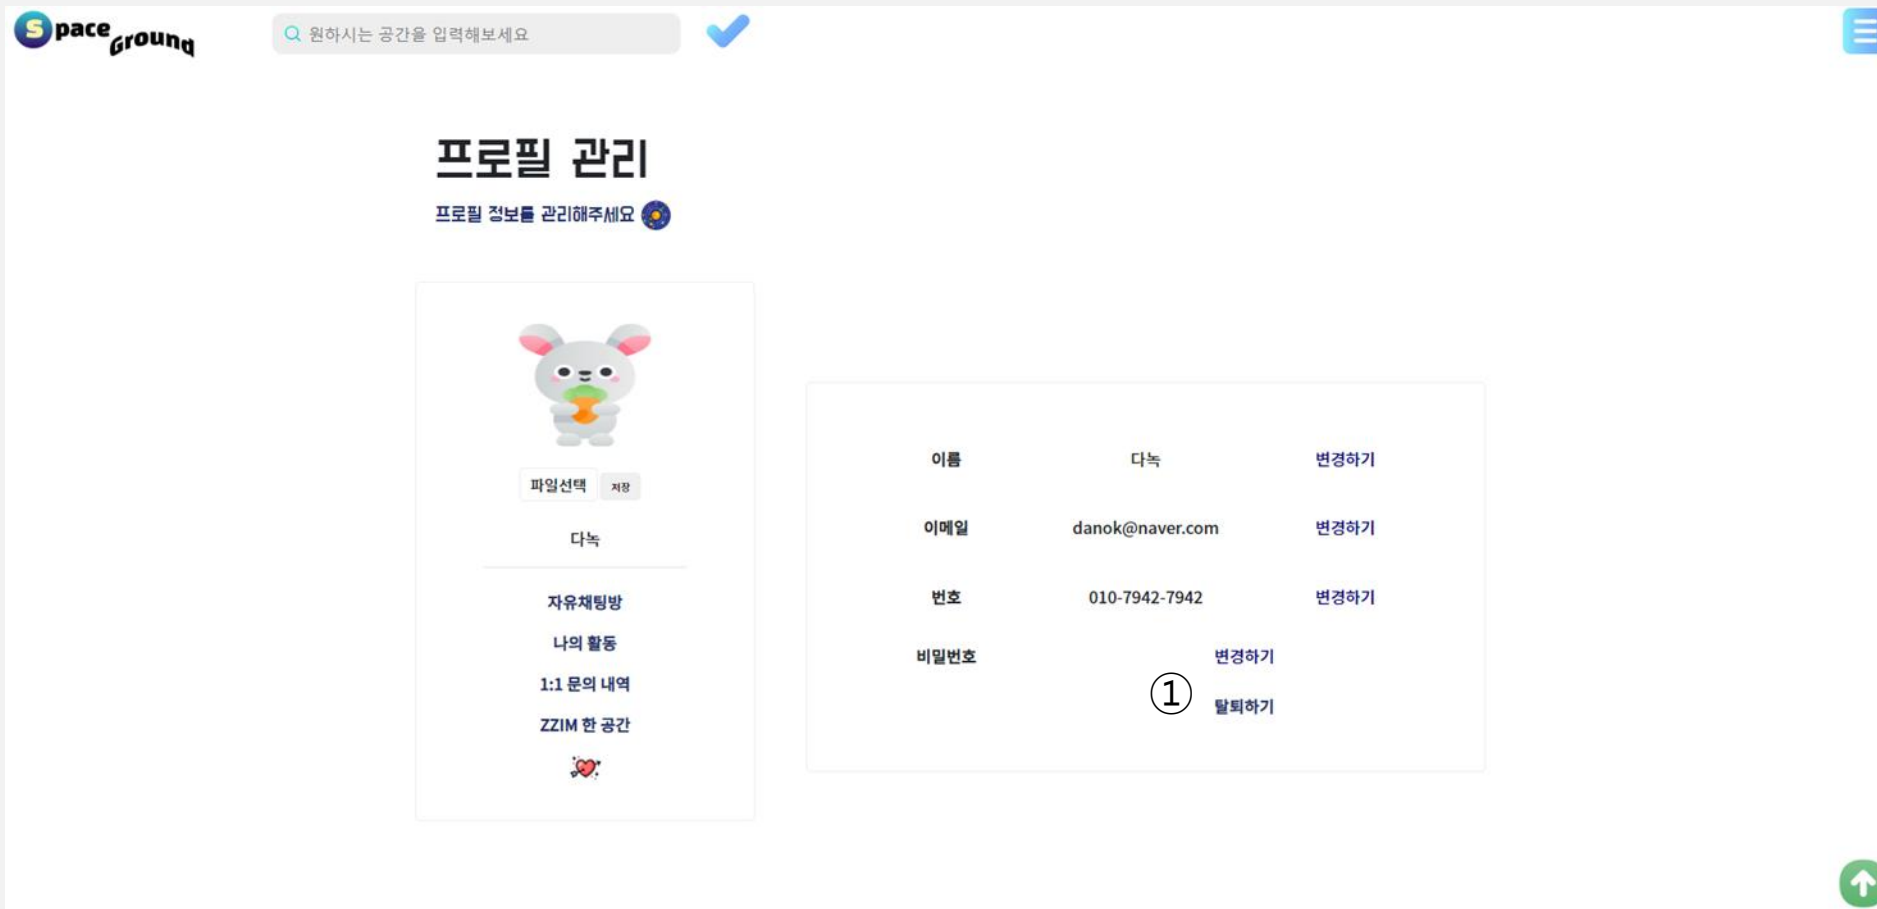 Space Ground
원하시는 공간을 입력해보세요
프로필 관리
프로필 정보를 관리해주세요
파일선택 저장
다녹
자유채팅방
나의 활동
1:1 문의 내역
ZZIM 한 공간
이름 다녹 변경하기
이메일 danok@naver.com 변경하기
번호 010-7942-7942 변경하기
비밀번호 변경하기
① 탈퇴하기